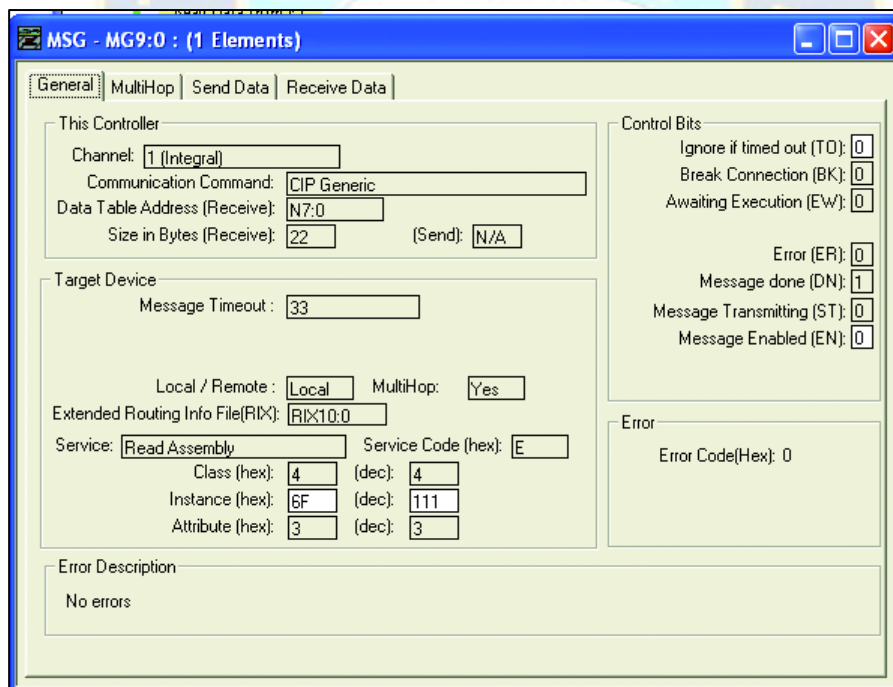 MSG - MG9:0 : (1 Elements)
General MultiHop Send Data Receive Data
This Controller
Channel: 1 (Integral)
Communication Command: CIP Generic
Data Table Address (Receive): N7:0
Size in Bytes (Receive): 22 (Send): N/A
Target Device
Message Timeout : 33
Local / Remote : Local MultiHop: Yes
Extended Routing Info File(RIX): RIX10:0
Service: Read Assembly Service Code (hex): E
Class (hex): 4 (dec): 4
Instance (hex): 6F (dec): 111
Attribute (hex): 3 (dec): 3
Control Bits
Ignore if timed out (TO): 0
Break Connection (BK): 0
Awaiting Execution (EW): 0
Error (ER): 0
Message done (DN): 1
Message Transmitting (ST): 0
Message Enabled (EN): 0
Error
Error Code(Hex): 0
Error Description
No errors